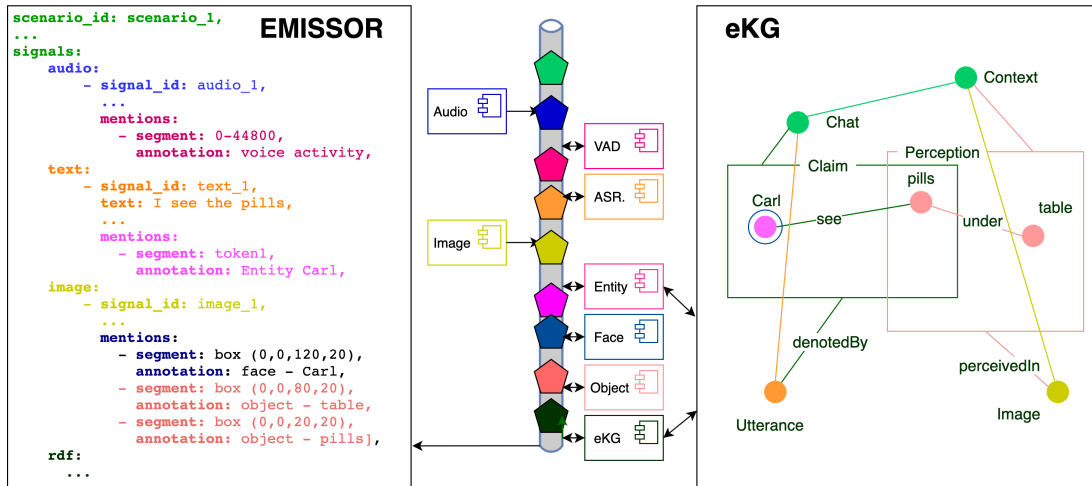 EMISSOR
scenario_id: scenario_1,
...
signals:
audio:
- signal_id: audio_1,
...
mentions:
- segment: 0-44800,
annotation: voice activity,
text:
- signal_id: text_1,
text: I see the pills,
...
mentions:
- segment: token1,
annotation: Entity Carl,
image:
- signal_id: image_1,
...
mentions:
- segment: box (0,0,120,20),
annotation: face - Carl,
- segment: box (0,0,80,20),
annotation: object - table,
- segment: box (0,0,20,20),
annotation: object - pills],
rdf:
...
Audio
VAD
ASR.
Image
Entity
Face
Object
eKG
eKG
Context
Chat
Claim
Perception
pills
Carl
see
under
table
denotedBy
perceivedIn
Utterance
Image